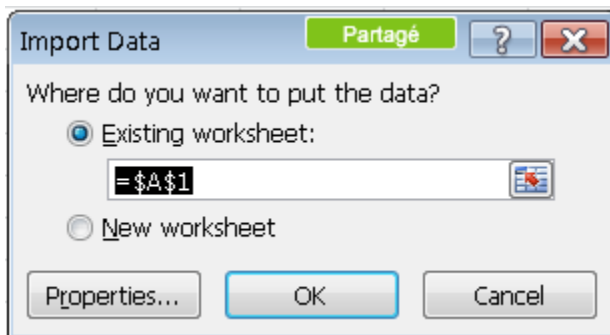 Import Data
Partagé
?
Where do you want to put the data?
Existing worksheet:
=$A$1
New worksheet
Properties...
OK
Cancel